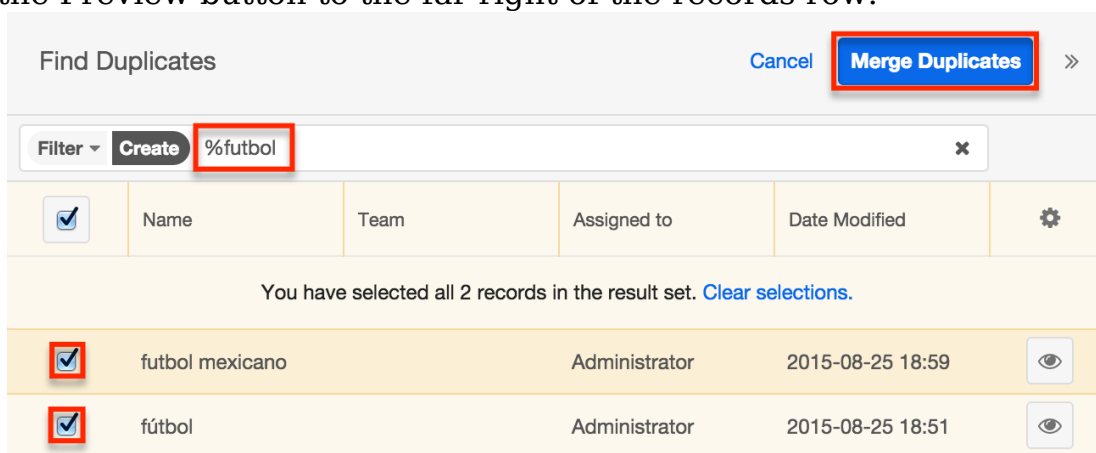 the Preview button to the far right of the records row.
Find Duplicates Cancel Merge Duplicates »
Filter Create %futbol
Name Team Assigned to Date Modified
You have selected all 2 records in the result set. Clear selections.
futbol mexicano Administrator 2015-08-25 18:59
fútbol Administrator 2015-08-25 18:51